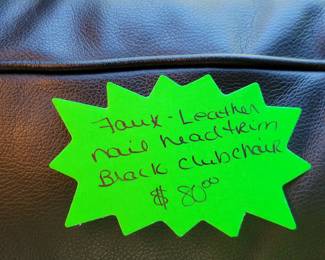 Faux-Leather
nail headtrim
Black clubchair
$80.00